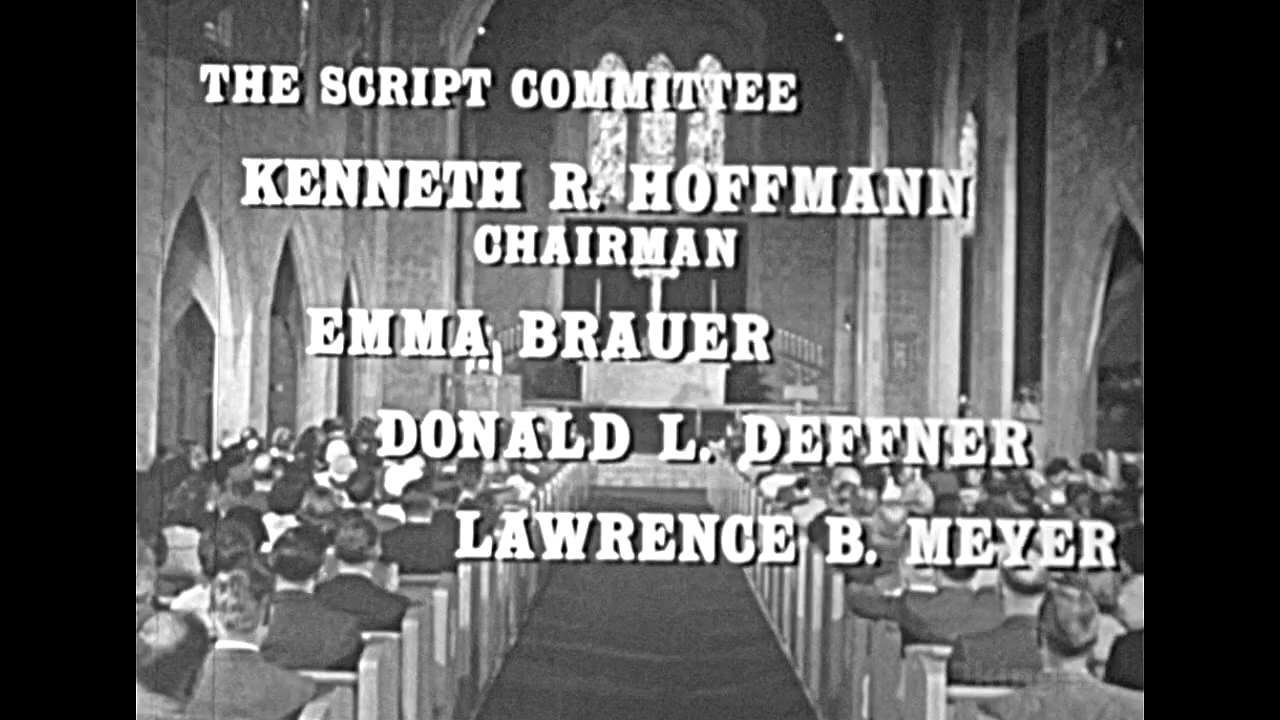 THE SCRIPT COMMITTEE
KENNETH R. HOFFMANN
CHAIRMAN
EMMA BRAUER
DONALD L. DEFFNER
LAWRENCE B. MEYER